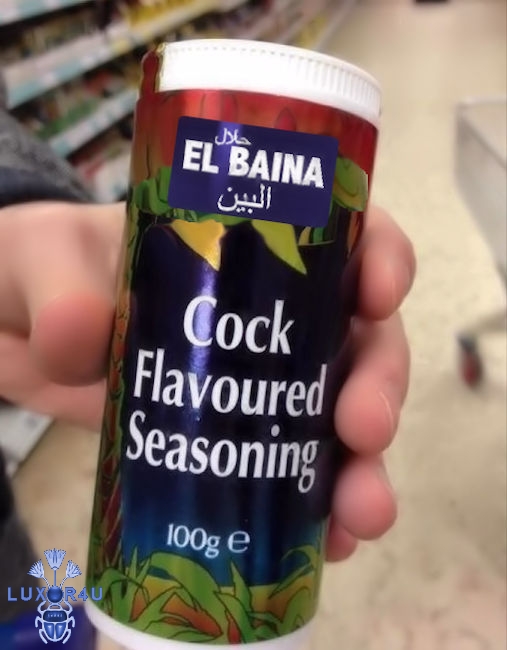 حلال
EL BAINA
البين
Cock
Flavoured
Seasoning
100g e
LUXOR4U